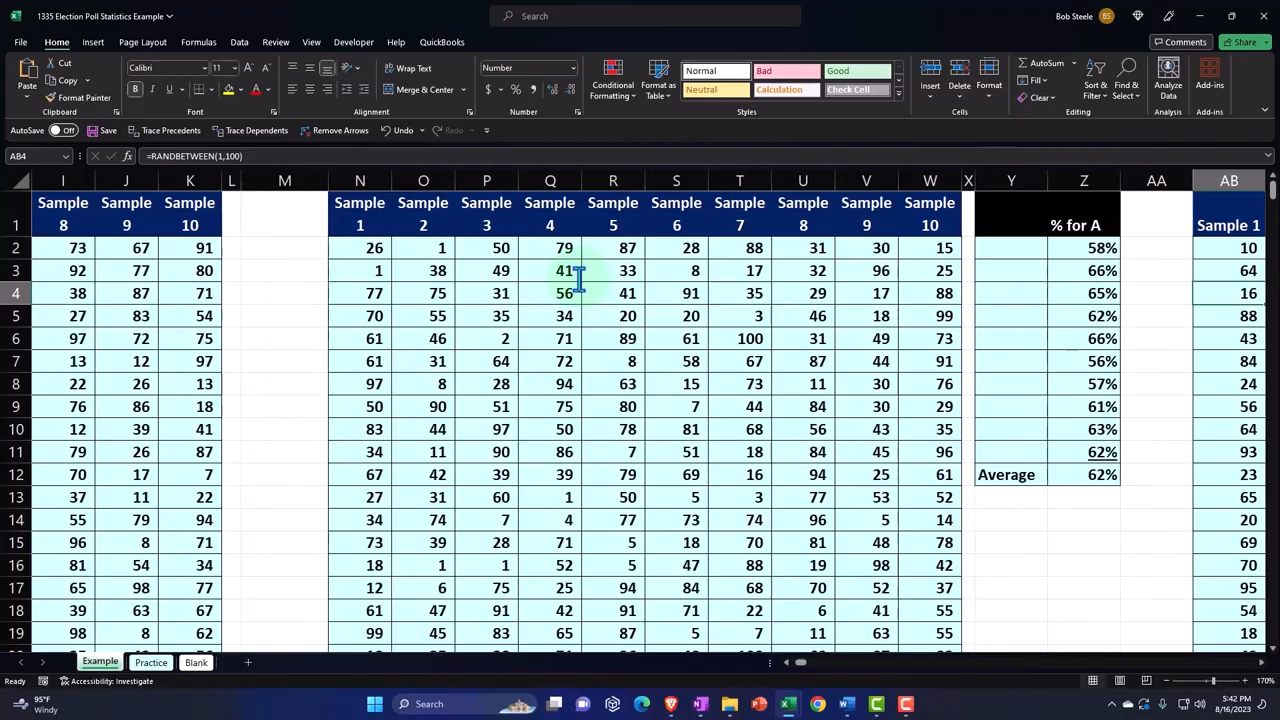 1335 Election Poll Statistics Example
Search
Bob Steele
BS
File Home Insert Page Layout Formulas Data Review View Developer Help QuickBooks
Comments
Share
Paste
Cut
Copy
Format Painter
Clipboard
Calibri
11
Font
Wrap Text
Merge & Center
Alignment
Number
Number
Conditional Formatting
Format as Table
Normal Bad Good
Neutral Calculation Check Cell
Styles
Insert Delete Format
Cells
AutoSum
Fill
Clear
Sort & Filter
Find & Select
Editing
Analyze Data
Analysis
Add-ins
Add-ins
AutoSave Off Save Trace Precedents Trace Dependents Remove Arrows Undo Redo
AB4
fx =RANDBETWEEN(1,100)
I J K L M N O P Q R S T U V W X Y Z AA AB
Sample Sample Sample Sample Sample Sample Sample Sample Sample Sample Sample Sample Sample
1 8 9 10 1 2 3 4 5 6 7 8 9 10 % for A Sample 1
2 73 67 91 26 1 50 79 87 28 88 31 30 15 58% 10
3 92 77 80 1 38 49 41 33 8 17 32 96 25 66% 64
4 38 87 71 77 75 31 56 41 91 35 29 17 88 65% 16
5 27 83 54 70 55 35 34 20 20 3 46 18 99 62% 88
6 97 72 75 61 46 2 71 89 61 100 31 49 73 66% 43
7 13 12 97 61 31 64 72 8 58 67 87 44 91 56% 84
8 22 26 13 97 8 28 94 63 15 73 11 30 76 57% 24
9 76 86 18 50 90 51 75 80 7 44 84 30 29 61% 56
10 12 39 41 83 44 97 50 78 81 68 56 43 35 63% 64
11 79 26 87 34 11 90 86 7 51 18 84 45 96 62% 93
12 70 17 7 67 42 39 39 79 69 16 94 25 61 Average 62% 23
13 37 11 22 27 31 60 1 50 5 3 77 53 52 65
14 55 79 94 34 74 7 4 77 73 74 96 5 14 20
15 96 8 71 73 39 28 71 5 18 70 81 48 78 69
16 81 54 34 18 1 1 52 5 47 88 19 98 42 70
17 65 98 77 12 6 75 25 94 84 68 70 52 37 95
18 39 63 67 61 47 91 42 91 71 22 6 41 55 54
19 98 8 62 99 45 83 65 87 5 7 11 63 55 18
Example Practice Blank
Ready
Accessibility: Investigate
170%
95°F
Windy
Search
5:42 PM
8/16/2023